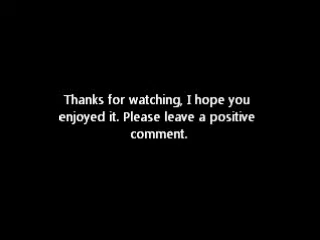 Thanks for watching, I hope you
enjoyed it. Please leave a positive
comment.